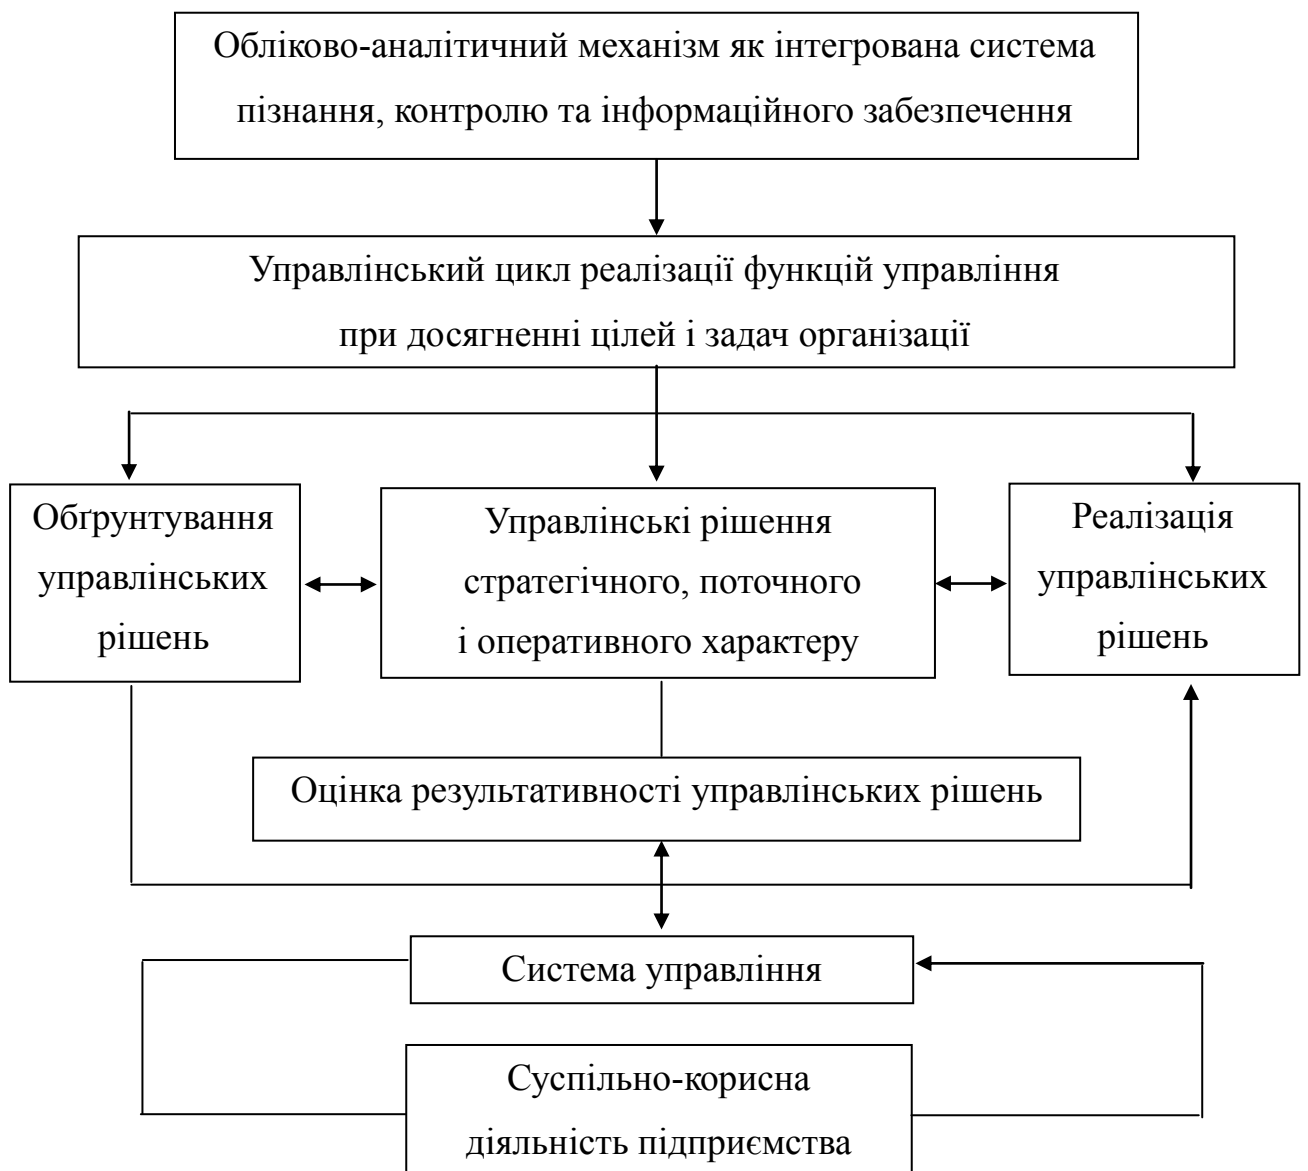 Обліково-аналітичний механізм як інтегрована система
пізнання, контролю та інформаційного забезпечення
Управлінський цикл реалізації функцій управління
при досягненні цілей і задач організації
Обґрунтування
управлінських
рішень
Управлінські рішення
стратегічного, поточного
і оперативного характеру
Реалізація
управлінських
рішень
Оцінка результативності управлінських рішень
Система управління
Суспільно-корисна
діяльність підприємства